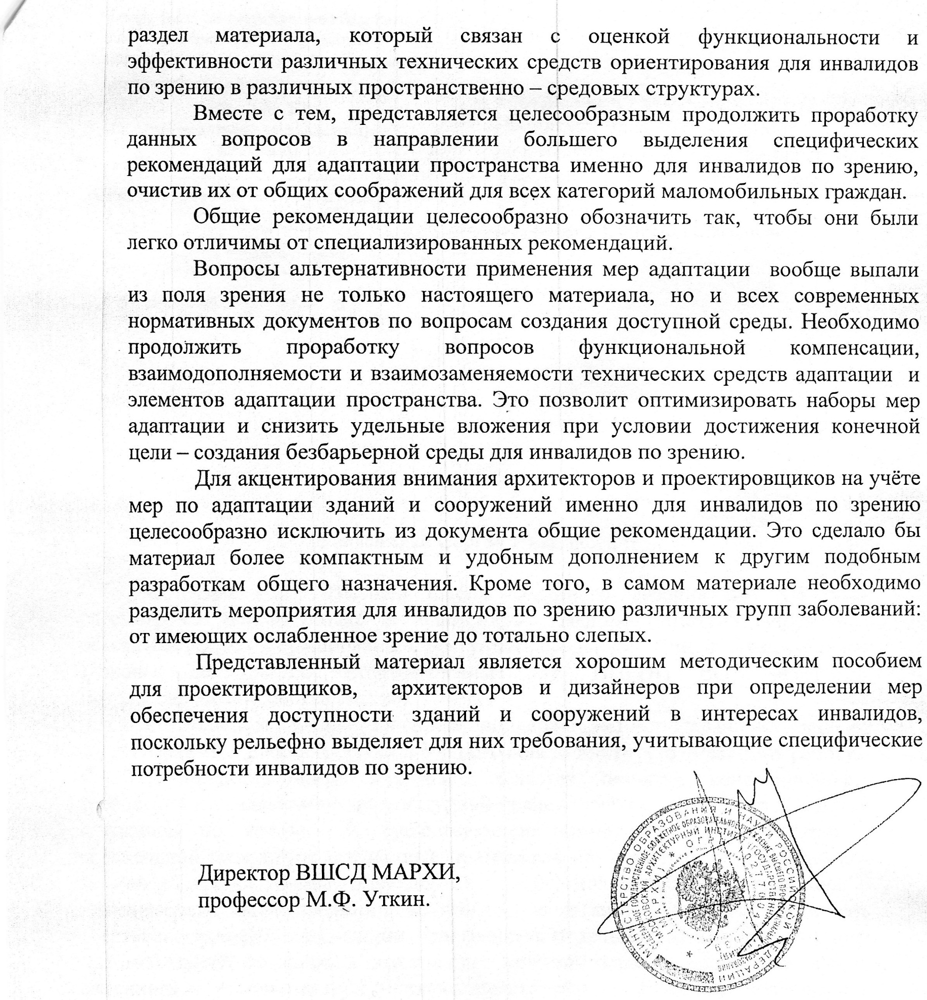 раздел материала, который связан с оценкой функциональности и
эффективности различных технических средств ориентирования для инвалидов
по зрению в различных пространственно – средовых структурах.
Вместе с тем, представляется целесообразным продолжить проработку
данных вопросов в направлении большего выделения специфических
рекомендаций для адаптации пространства именно для инвалидов по зрению,
очистив их от общих соображений для всех категорий маломобильных граждан.
Общие рекомендации целесообразно обозначить так, чтобы они были
легко отличимы от специализированных рекомендаций.
Вопросы альтернативности применения мер адаптации вообще выпали
из поля зрения не только настоящего материала, но и всех современных
нормативных документов по вопросам создания доступной среды. Необходимо
продолжить проработку вопросов функциональной компенсации,
взаимодополняемости и взаимозаменяемости технических средств адаптации и
элементов адаптации пространства. Это позволит оптимизировать наборы мер
адаптации и снизить удельные вложения при условии достижения конечной
цели – создания безбарьерной среды для инвалидов по зрению.
Для акцентирования внимания архитекторов и проектировщиков на учёте
мер по адаптации зданий и сооружений именно для инвалидов по зрению
целесообразно исключить из документа общие рекомендации. Это сделало бы
материал более компактным и удобным дополнением к другим подобным
разработкам общего назначения. Кроме того, в самом материале необходимо
разделить мероприятия для инвалидов по зрению различных групп заболеваний:
от имеющих ослабленное зрение до тотально слепых.
Представленный материал является хорошим методическим пособием
для проектировщиков, архитекторов и дизайнеров при определении мер
обеспечения доступности зданий и сооружений в интересах инвалидов,
поскольку рельефно выделяет для них требования, учитывающие специфические
потребности инвалидов по зрению.
Директор ВШСД МАРХИ,
профессор М.Ф. Уткин.
МИНИСТЕРСТВО ОБРАЗОВАНИЯ И НАУКИ РОССИЙСКОЙ ФЕДЕРАЦИИ
МОСКОВСКИЙ АРХИТЕКТУРНЫЙ ИНСТИТУТ
(МАРХИ) * ОГРН